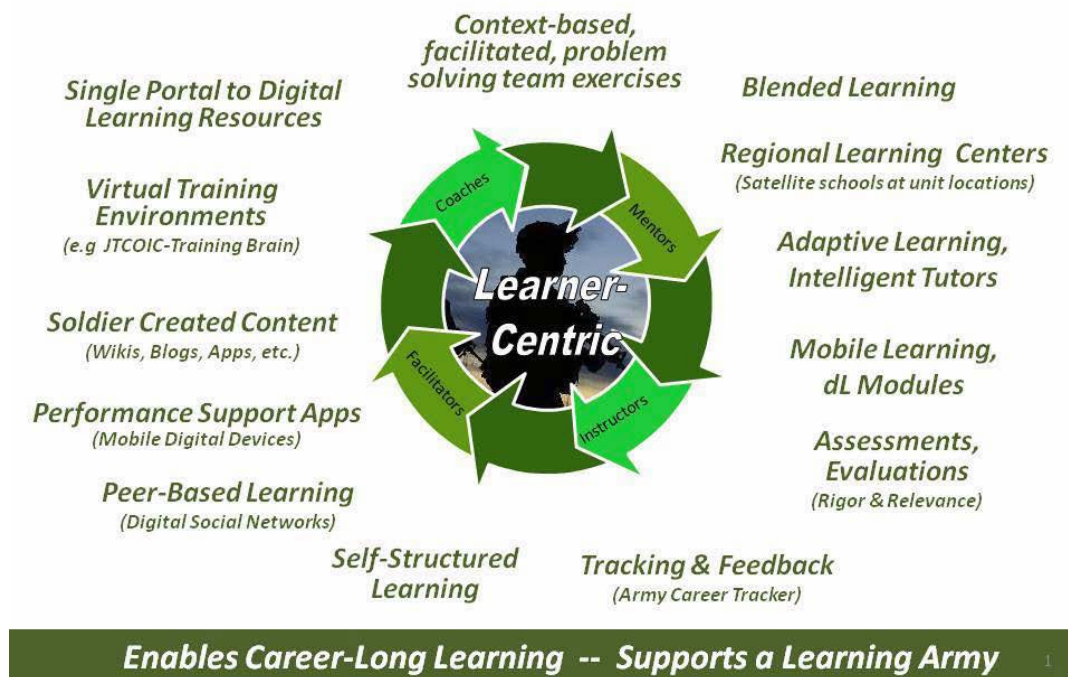 Context-based,
facilitated, problem
solving team exercises
Blended Learning
Regional Learning Centers
(Satellite schools at unit locations)
Adaptive Learning,
Intelligent Tutors
Mobile Learning,
dL Modules
Assessments,
Evaluations
(Rigor & Relevance)
Tracking & Feedback
(Army Career Tracker)
Self-Structured
Learning
Peer-Based Learning
(Digital Social Networks)
Performance Support Apps
(Mobile Digital Devices)
Soldier Created Content
(Wikis, Blogs, Apps, etc.)
Virtual Training
Environments
(e.g JTCOIC-Training Brain)
Single Portal to Digital
Learning Resources
Coaches
Mentors
Instructors
Facilitators
Learner-
Centric
Enables Career-Long Learning -- Supports a Learning Army
1